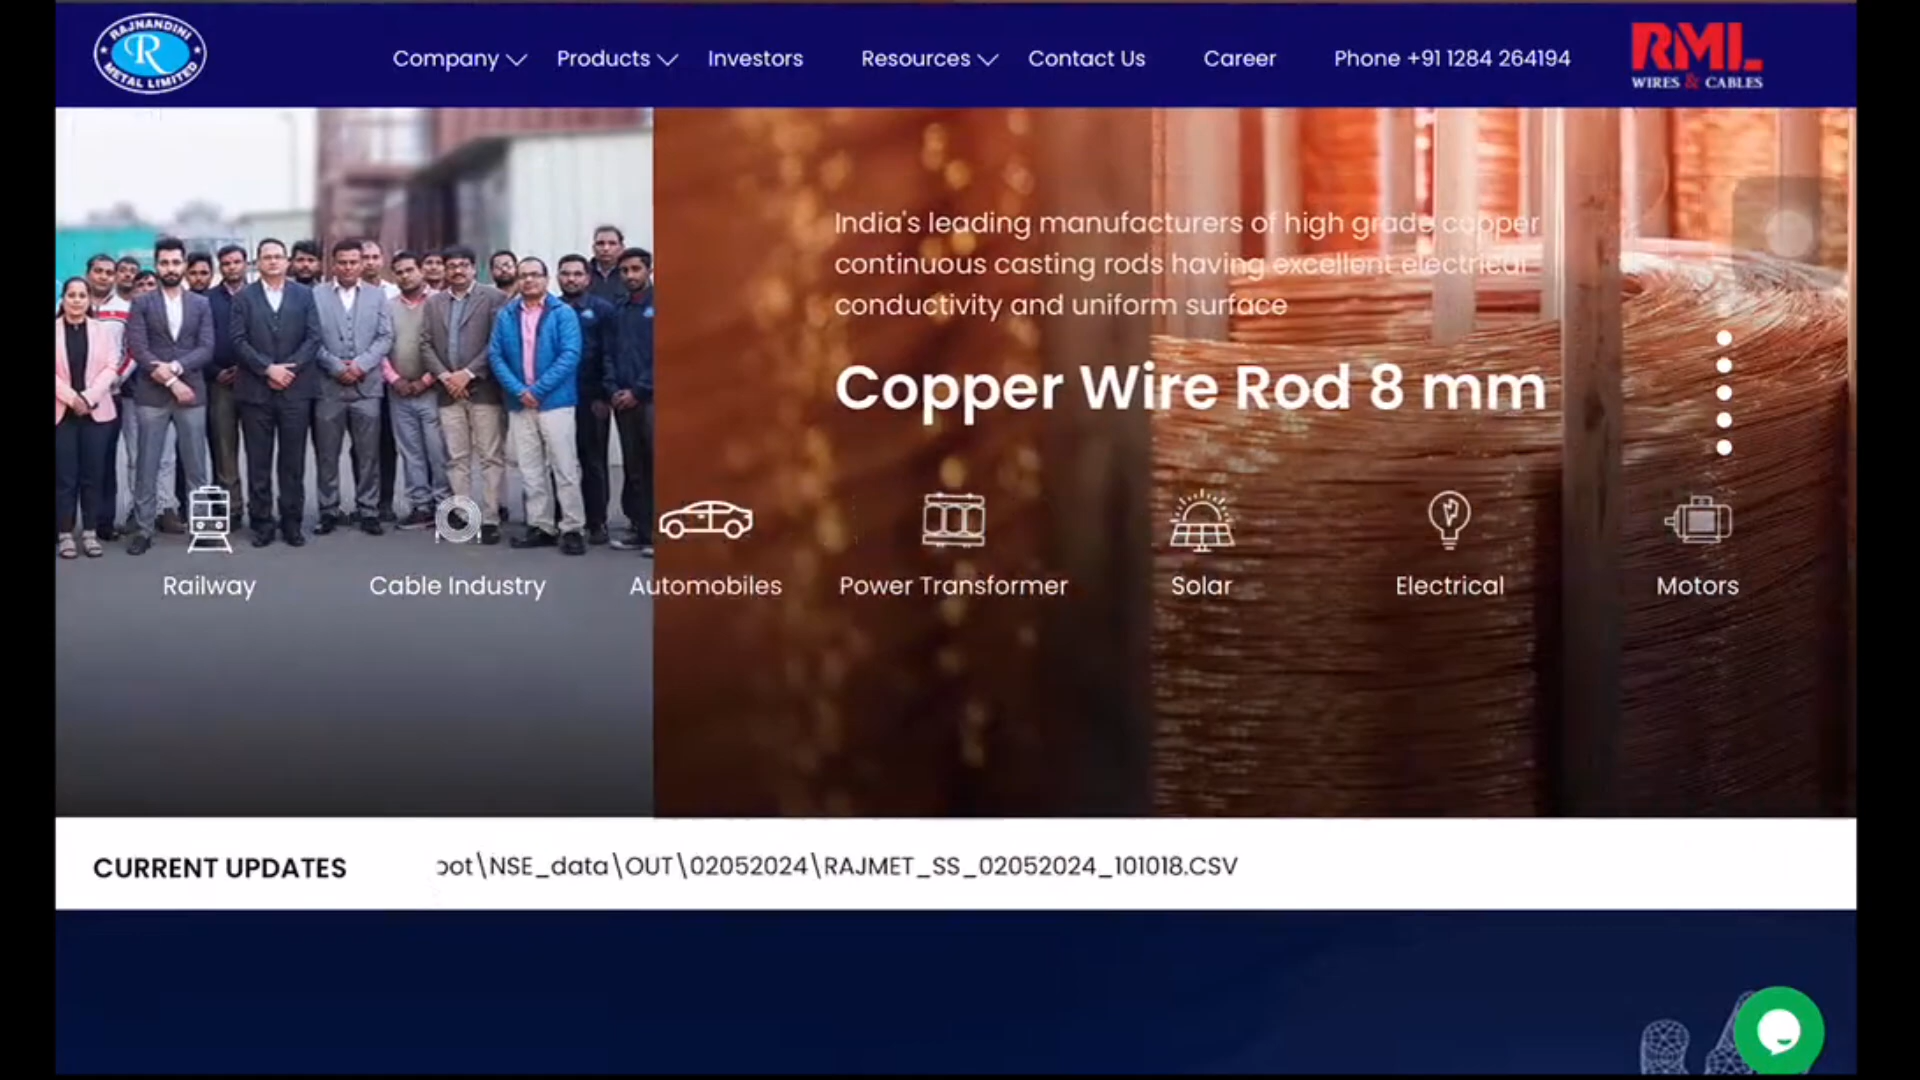 RAJNANDINI
R
METAL LIMITED
Company
Products
Investors
Resources
Contact Us
Career
Phone +91 1284 264194
RML
WIRES & CABLES
India's leading manufacturers of high grade copper
continuous casting rods having excellent electrical
conductivity and uniform surface
Copper Wire Rod 8 mm
Railway
Cable Industry
Automobiles
Power Transformer
Solar
Electrical
Motors
CURRENT UPDATES
oot\NSE_data\OUT\02052024\RAJMET_SS_02052024_101018.CSV